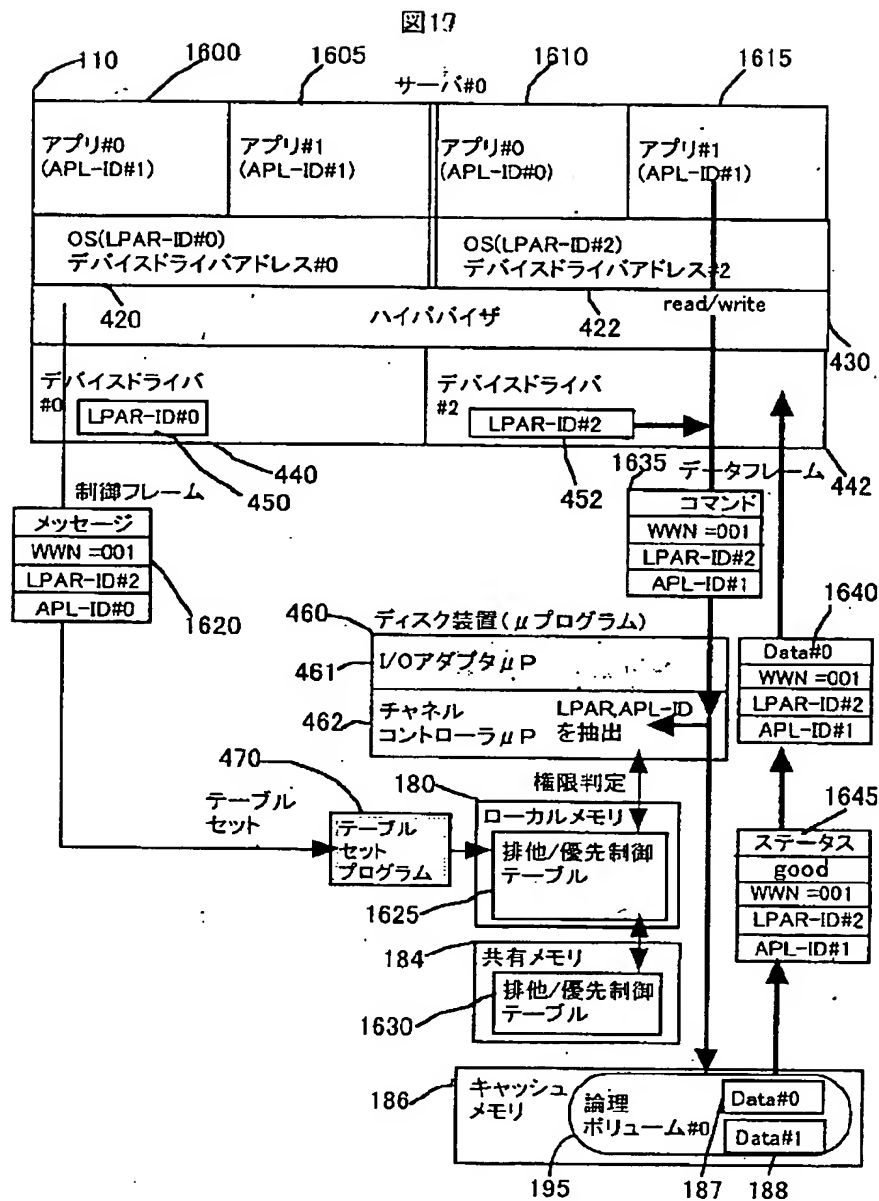 図17
110
1600
1605
サーバ#0
1610
1615
アプリ#0
(APL-ID#1)
アプリ#1
(APL-ID#1)
アプリ#0
(APL-ID#0)
アプリ#1
(APL-ID#1)
OS(LPAR-ID#0)
デバイスドライバアドレス#0
OS(LPAR-ID#2)
デバイスドライバアドレス#2
420
ハイパバイザ
422
read/write
430
デバイスドライバ
#0
LPAR-ID#0
デバイスドライバ
#2
LPAR-ID#2
440
450
452
442
制御フレーム
メッセージ
WWN =001
LPAR-ID#2
APL-ID#0
1620
1635
データフレーム
コマンド
WWN =001
LPAR-ID#2
APL-ID#1
460
ディスク装置(μプログラム)
461
I/OアダプタμP
462
チャネル
コントローラμP
LPAR,APL-ID
を抽出
1640
Data#0
WWN =001
LPAR-ID#2
APL-ID#1
470
テーブル
セット
テーブル
セット
プログラム
180
権限判定
ローカルメモリ
排他/優先制御
テーブル
1625
184
共有メモリ
排他/優先制御
テーブル
1630
1645
ステータス
good
WWN =001
LPAR-ID#2
APL-ID#1
186
キャッシュ
メモリ
論理
ボリューム#0
Data#0
Data#1
195
187
188